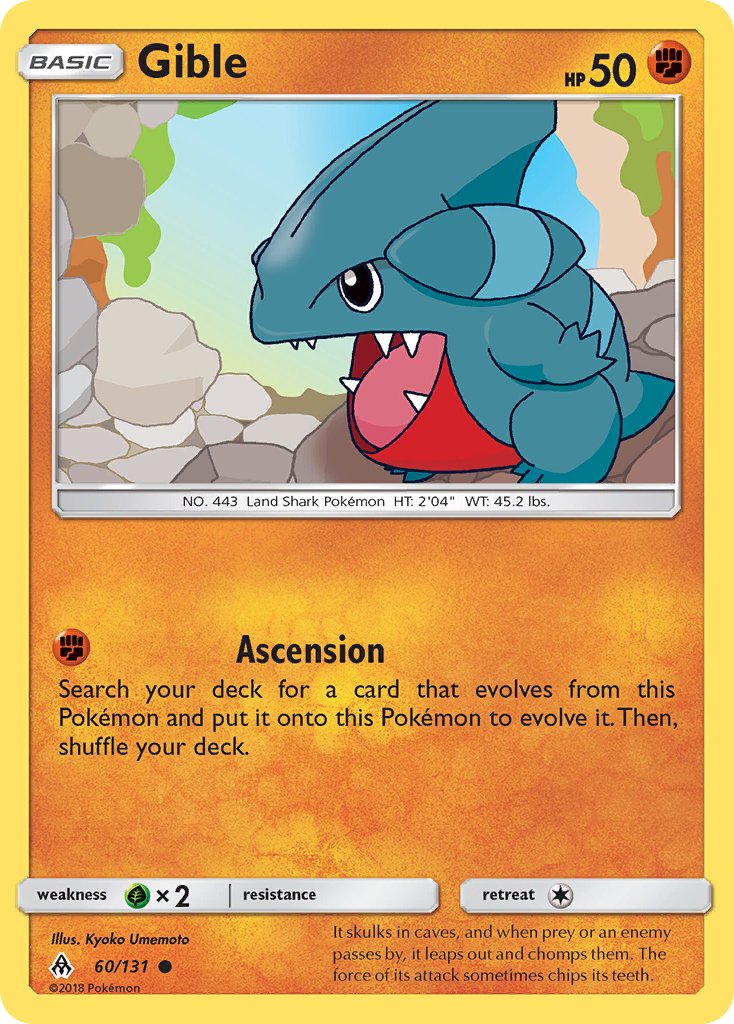 BASIC Gible HP 50
NO. 443 Land Shark Pokémon HT: 2'04" WT: 45.2 lbs.
Ascension
Search your deck for a card that evolves from this
Pokémon and put it onto this Pokémon to evolve it. Then,
shuffle your deck.
weakness × 2 resistance retreat
Illus. Kyoko Umemoto
60/131
©2018 Pokémon
It skulks in caves, and when prey or an enemy
passes by, it leaps out and chomps them. The
force of its attack sometimes chips its teeth.